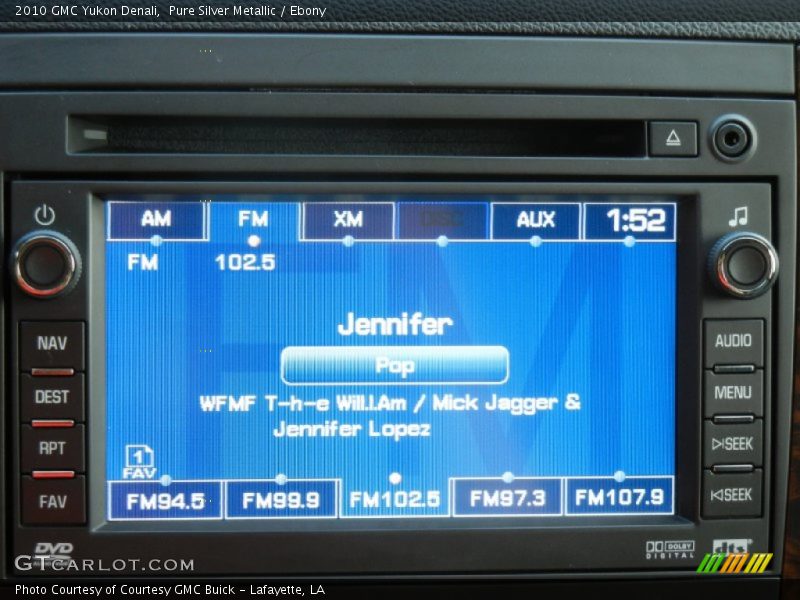 2010 GMC Yukon Denali, Pure Silver Metallic / Ebony
AM FM XM DISC AUX 1:52
FM 102.5
Jennifer
Pop
WFMF T-h-e Will.I.Am / Mick Jagger &
Jennifer Lopez
1
FAV
FM94.5 FM99.9 FM102.5 FM97.3 FM107.9
NAV
DEST
RPT
FAV
AUDIO
MENU
SEEK
SEEK
DVD
DOLBY
DIGITAL
dts
GTCARLOT.COM
Photo Courtesy of Courtesy GMC Buick - Lafayette, LA